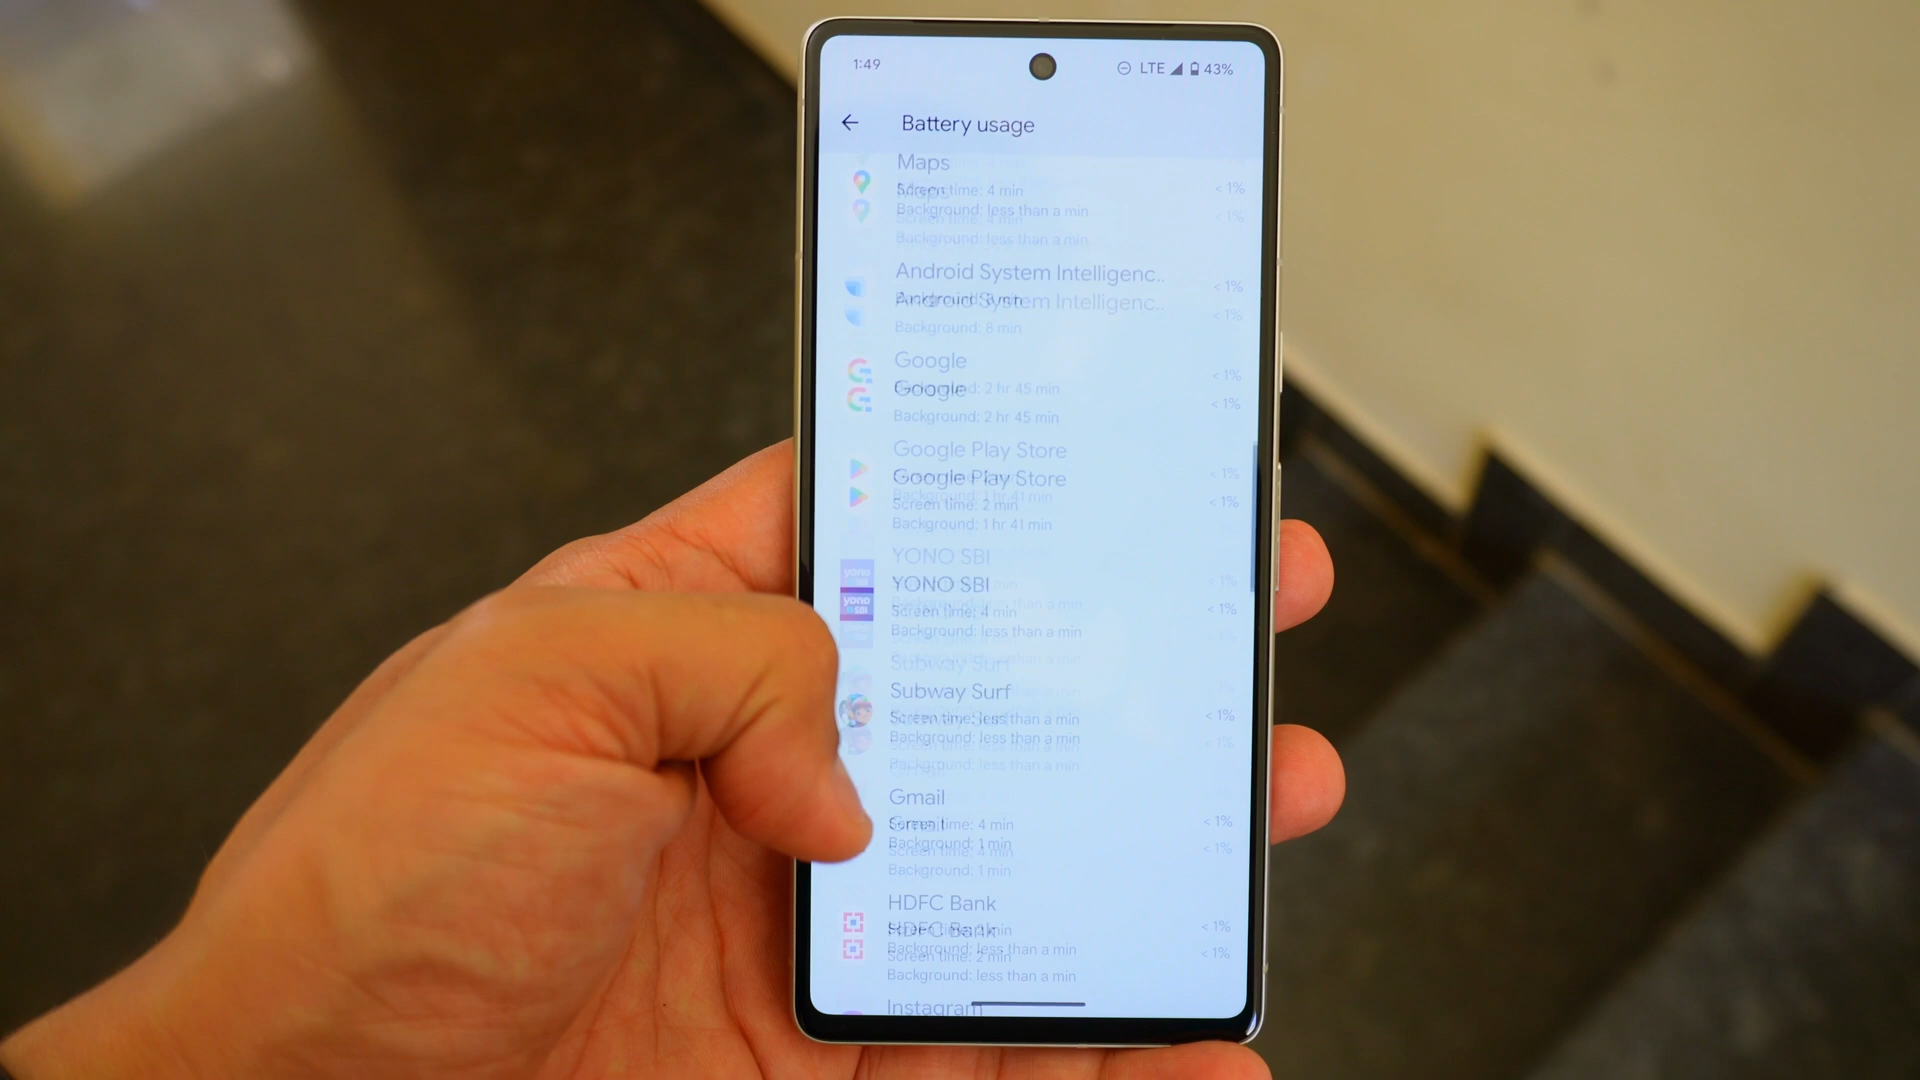 1:49
LTE 43%
Battery usage
Maps
Screen time: 4 min
< 1%
Background: less than a min
Android System Intelligenc..
< 1%
Background: 8 min
Google
< 1%
Background: 2 hr 45 min
Google Play Store
< 1%
Screen time: 2 min
Background: 1 hr 41 min
YONO SBI
yono
SBI
< 1%
Screen time: 4 min
Background: less than a min
Subway Surf
Screen time: less than a min
< 1%
Background: less than a min
Gmail
Screen time: 4 min
< 1%
Background: 1 min
HDFC Bank
< 1%
Screen time: 2 min
Background: less than a min
Instagram